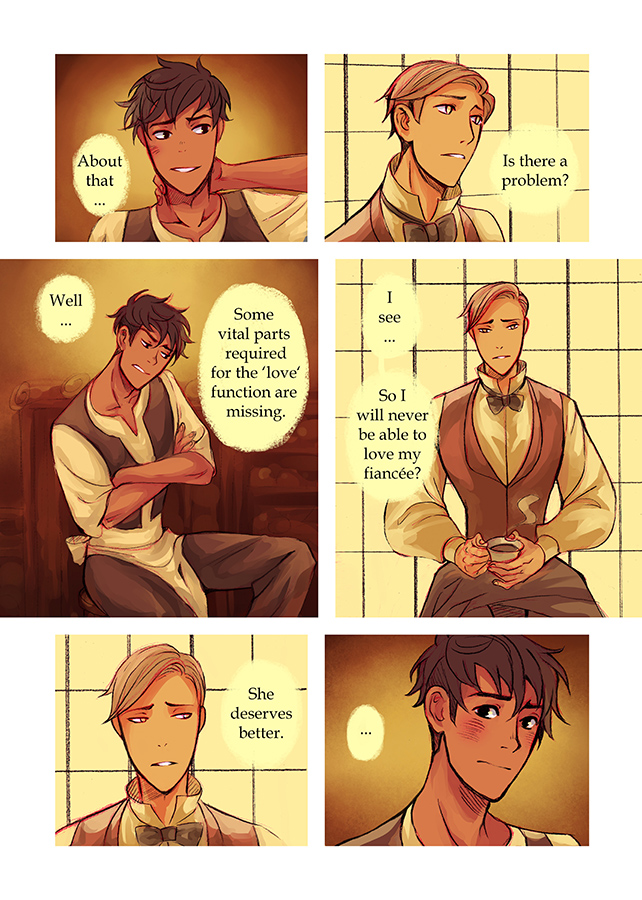 About
that
...
Is there a
problem?
Well
...
Some
vital parts
required
for the ‘love‘
function are
missing.
I
see
...
So I
will never
be able to
love my
fiancée?
She
deserves
better.
...